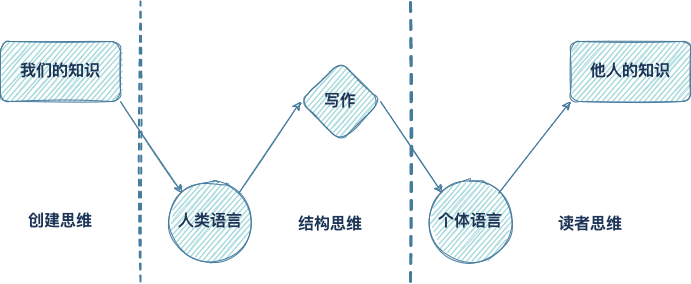 我们的知识
他人的知识
写作
人类语言
个体语言
创建思维
结构思维
读者思维